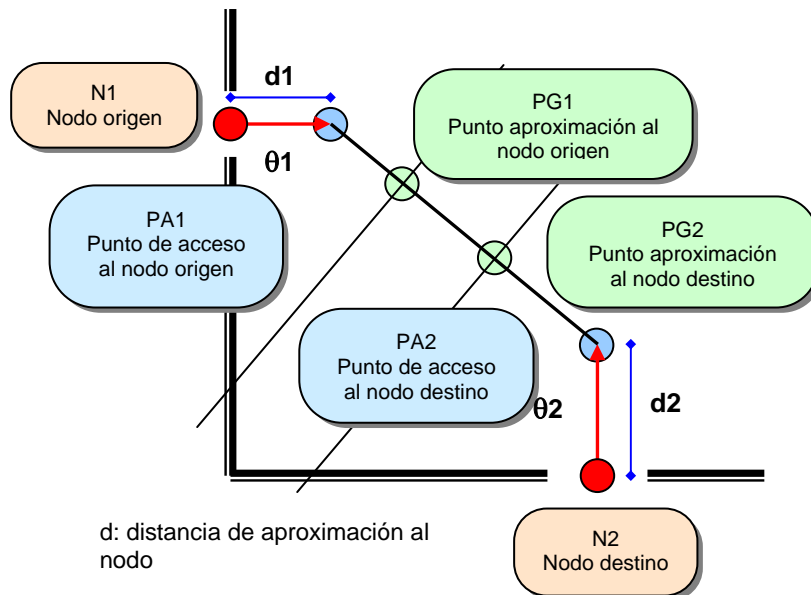 d1
N1
Nodo origen
PG1
Punto aproximación al
nodo origen
θ1
PA1
Punto de acceso
al nodo origen
PG2
Punto aproximación
al nodo destino
PA2
Punto de acceso
al nodo destino
θ2
d2
d: distancia de aproximación al
nodo
N2
Nodo destino